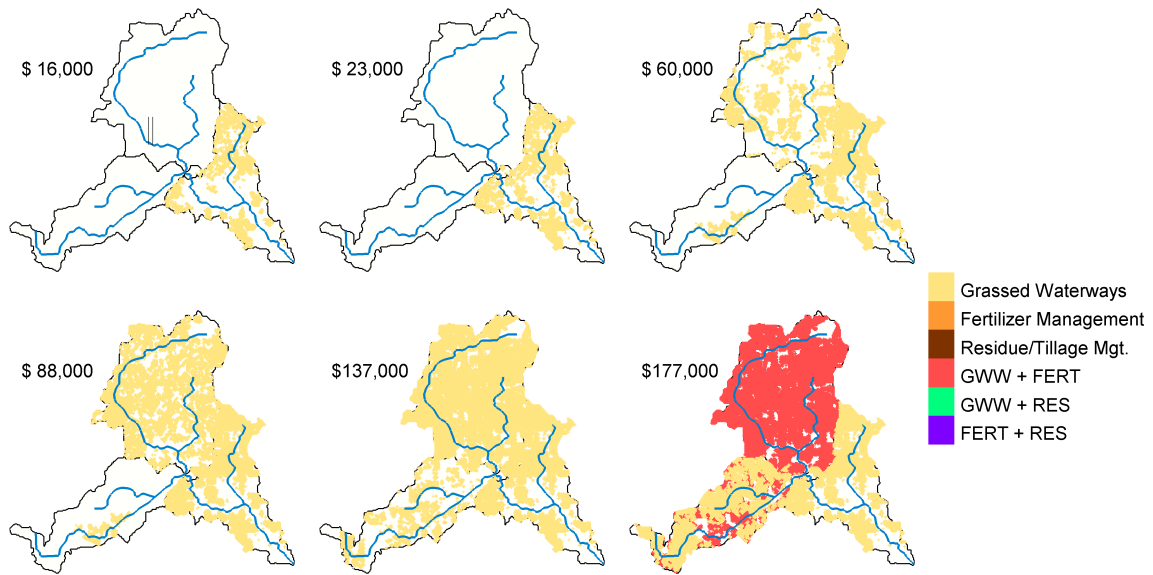 $ 16,000
$ 23,000
$ 60,000
$ 88,000
$137,000
$177,000
Grassed Waterways
Fertilizer Management
Residue/Tillage Mgt.
GWW + FERT
GWW + RES
FERT + RES